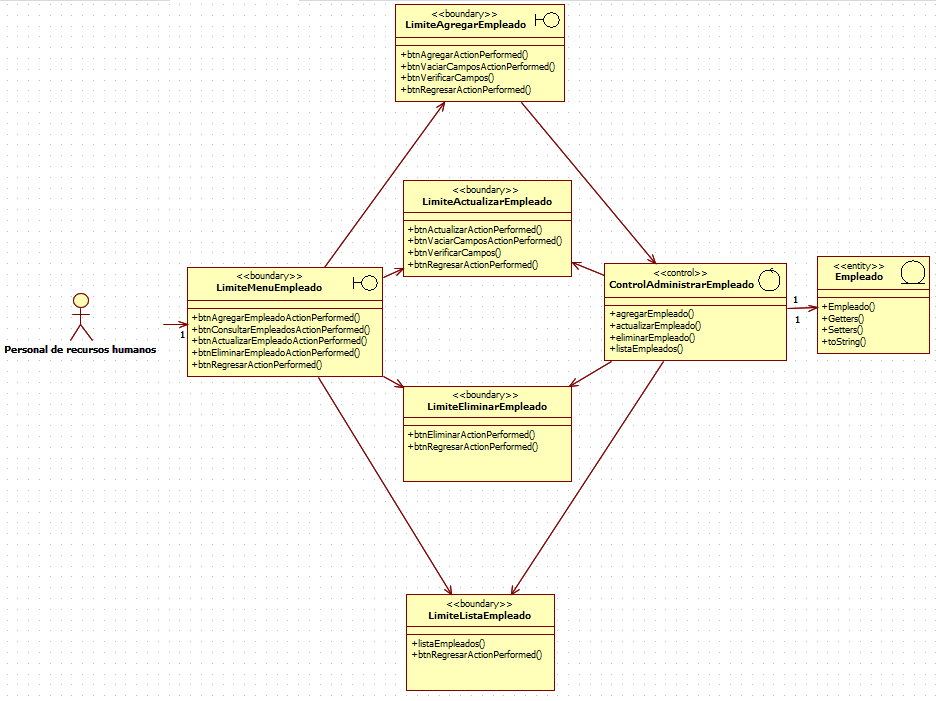 <<boundary>>
LimiteAgregarEmpleado
+btnAgregarActionPerformed()
+btnVaciarCamposActionPerformed()
+btnVerificarCampos()
+btnRegresarActionPerformed()
<<boundary>>
LimiteActualizarEmpleado
+btnActualizarActionPerformed()
+btnVaciarCamposActionPerformed()
+btnVerificarCampos()
+btnRegresarActionPerformed()
Personal de recursos humanos
1
<<boundary>>
LimiteMenuEmpleado
+btnAgregarEmpleadoActionPerformed()
+btnConsultarEmpleadosActionPerformed()
+btnActualizarEmpleadoActionPerformed()
+btnEliminarEmpleadoActionPerformed()
+btnRegresarActionPerformed()
<<control>>
ControlAdministrarEmpleado
+agregarEmpleado()
+actualizarEmpleado()
+eliminarEmpleado()
+listaEmpleados()
1
1
<<entity>>
Empleado
+Empleado()
+Getters()
+Setters()
+toString()
<<boundary>>
LimiteEliminarEmpleado
+btnEliminarActionPerformed()
+btnRegresarActionPerformed()
<<boundary>>
LimiteListaEmpleado
+listaEmpleados()
+btnRegresarActionPerformed()